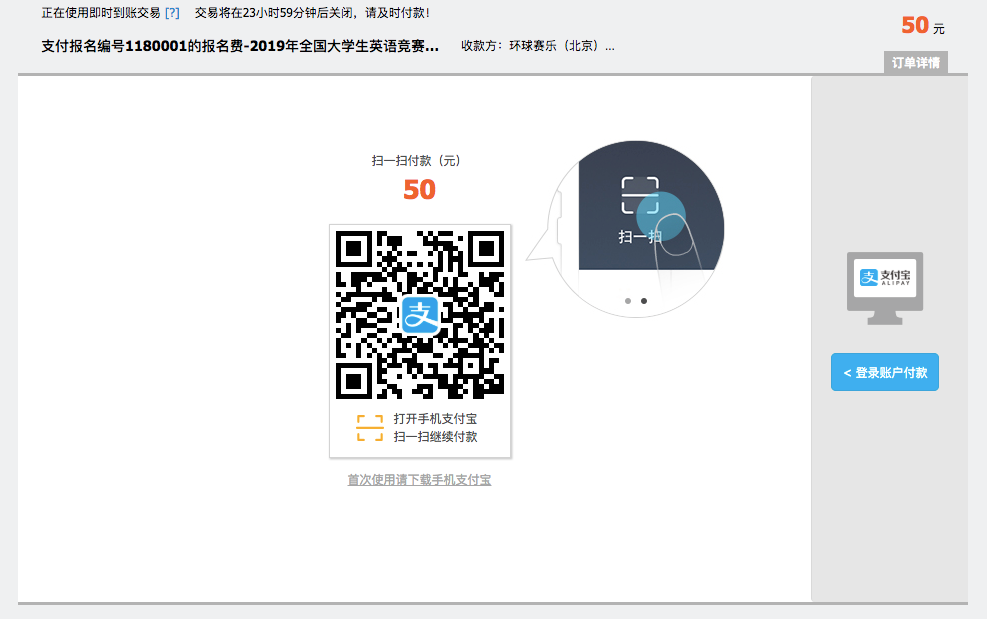 正在使用即时到账交易 [?] 交易将在23小时59分钟后关闭，请及时付款！
50 元
支付报名编号1180001的报名费-2019年全国大学生英语竞赛... 收款方：环球赛乐（北京）...
订单详情
扫一扫付款（元）
50
扫一扫
支
打开手机支付宝
扫一扫继续付款
首次使用请下载手机支付宝
支 支付宝
ALIPAY
< 登录账户付款